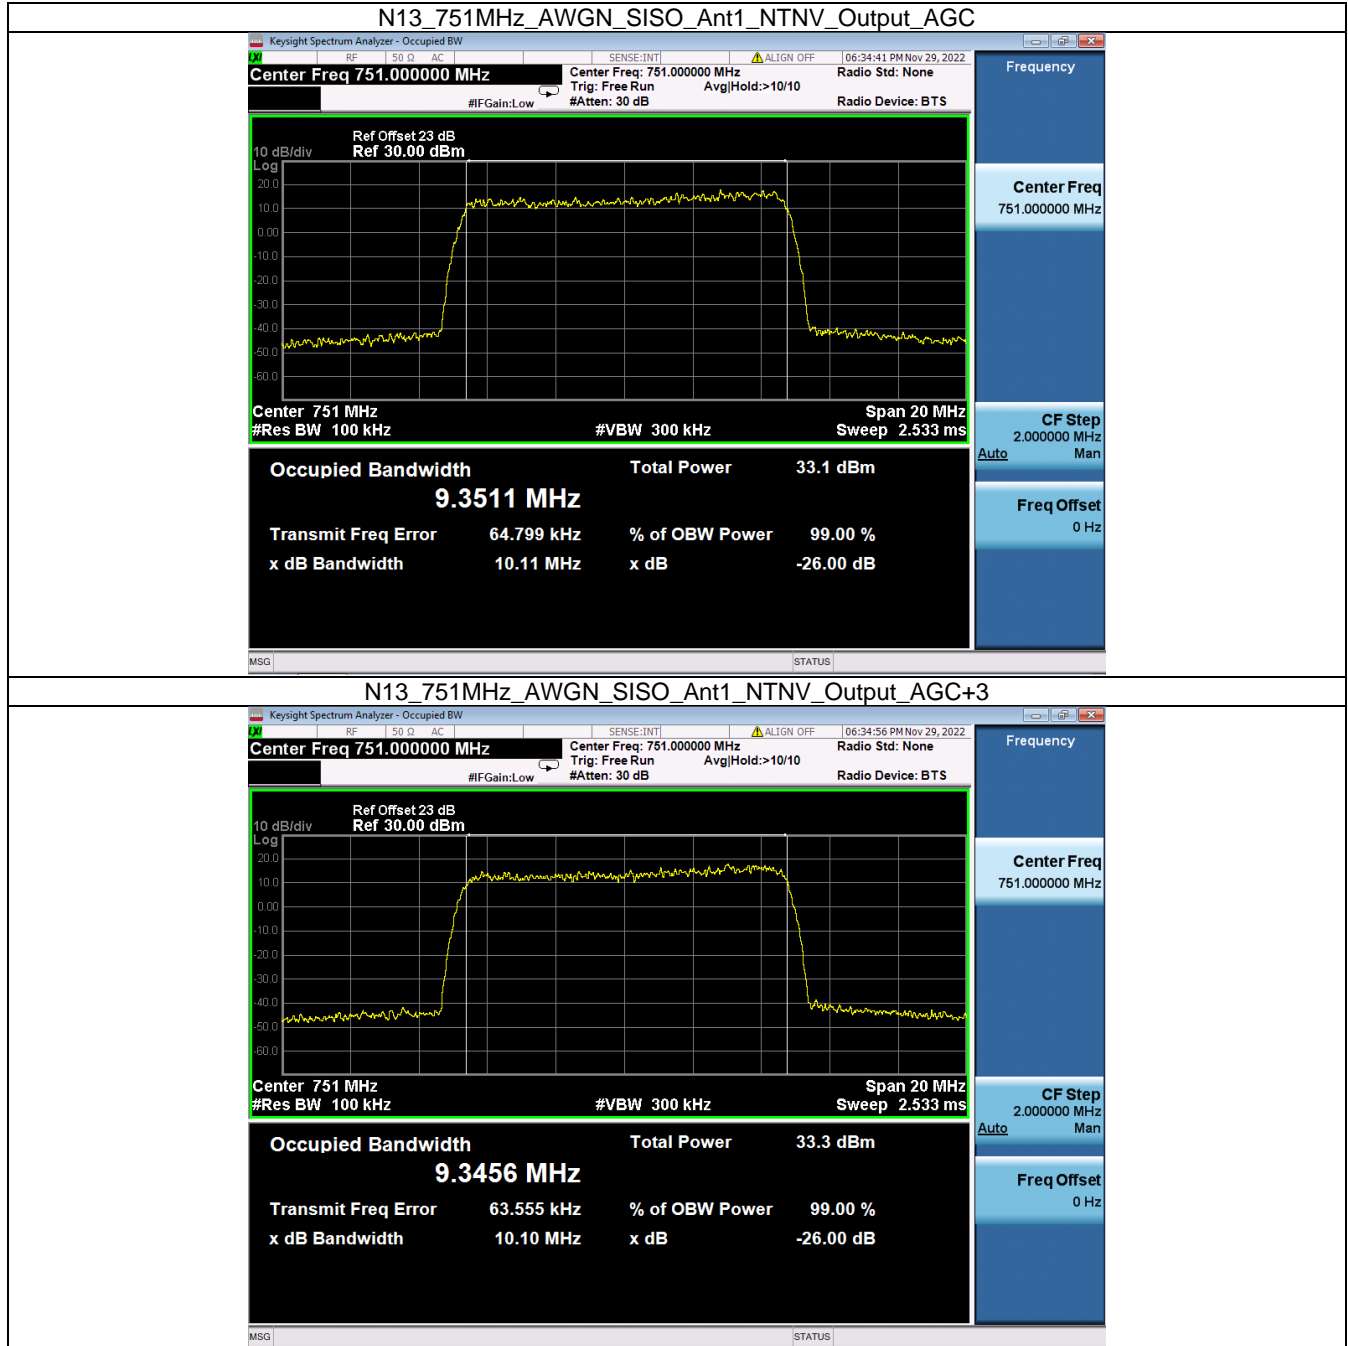 N13_751MHz_AWGN_SISO_Ant1_NTNV_Output_AGC
Keysight Spectrum Analyzer - Occupied BW
LXI RF 50 Ω AC SENSE:INT ALIGN OFF 06:34:41 PM Nov 29, 2022
Center Freq 751.000000 MHz
Center Freq: 751.000000 MHz
Radio Std: None
Trig: Free Run Avg|Hold:>10/10
#IFGain:Low
#Atten: 30 dB
Radio Device: BTS
Frequency
Ref Offset 23 dB
10 dB/div Ref 30.00 dBm
Log
20.0
10.0
0.00
-10.0
-20.0
-30.0
-40.0
-50.0
-60.0
Center 751 MHz
Span 20 MHz
#Res BW 100 kHz
#VBW 300 kHz
Sweep 2.533 ms
Center Freq
751.000000 MHz
CF Step
2.000000 MHz
Auto Man
Freq Offset
0 Hz
Occupied Bandwidth
9.3511 MHz
Total Power 33.1 dBm
Transmit Freq Error 64.799 kHz
% of OBW Power 99.00 %
x dB Bandwidth 10.11 MHz
x dB -26.00 dB
MSG STATUS
N13_751MHz_AWGN_SISO_Ant1_NTNV_Output_AGC+3
Keysight Spectrum Analyzer - Occupied BW
LXI RF 50 Ω AC SENSE:INT ALIGN OFF 06:34:56 PM Nov 29, 2022
Center Freq 751.000000 MHz
Center Freq: 751.000000 MHz
Radio Std: None
Trig: Free Run Avg|Hold:>10/10
#IFGain:Low
#Atten: 30 dB
Radio Device: BTS
Frequency
Ref Offset 23 dB
10 dB/div Ref 30.00 dBm
Log
20.0
10.0
0.00
-10.0
-20.0
-30.0
-40.0
-50.0
-60.0
Center 751 MHz
Span 20 MHz
#Res BW 100 kHz
#VBW 300 kHz
Sweep 2.533 ms
Center Freq
751.000000 MHz
CF Step
2.000000 MHz
Auto Man
Freq Offset
0 Hz
Occupied Bandwidth
9.3456 MHz
Total Power 33.3 dBm
Transmit Freq Error 63.555 kHz
% of OBW Power 99.00 %
x dB Bandwidth 10.10 MHz
x dB -26.00 dB
MSG STATUS